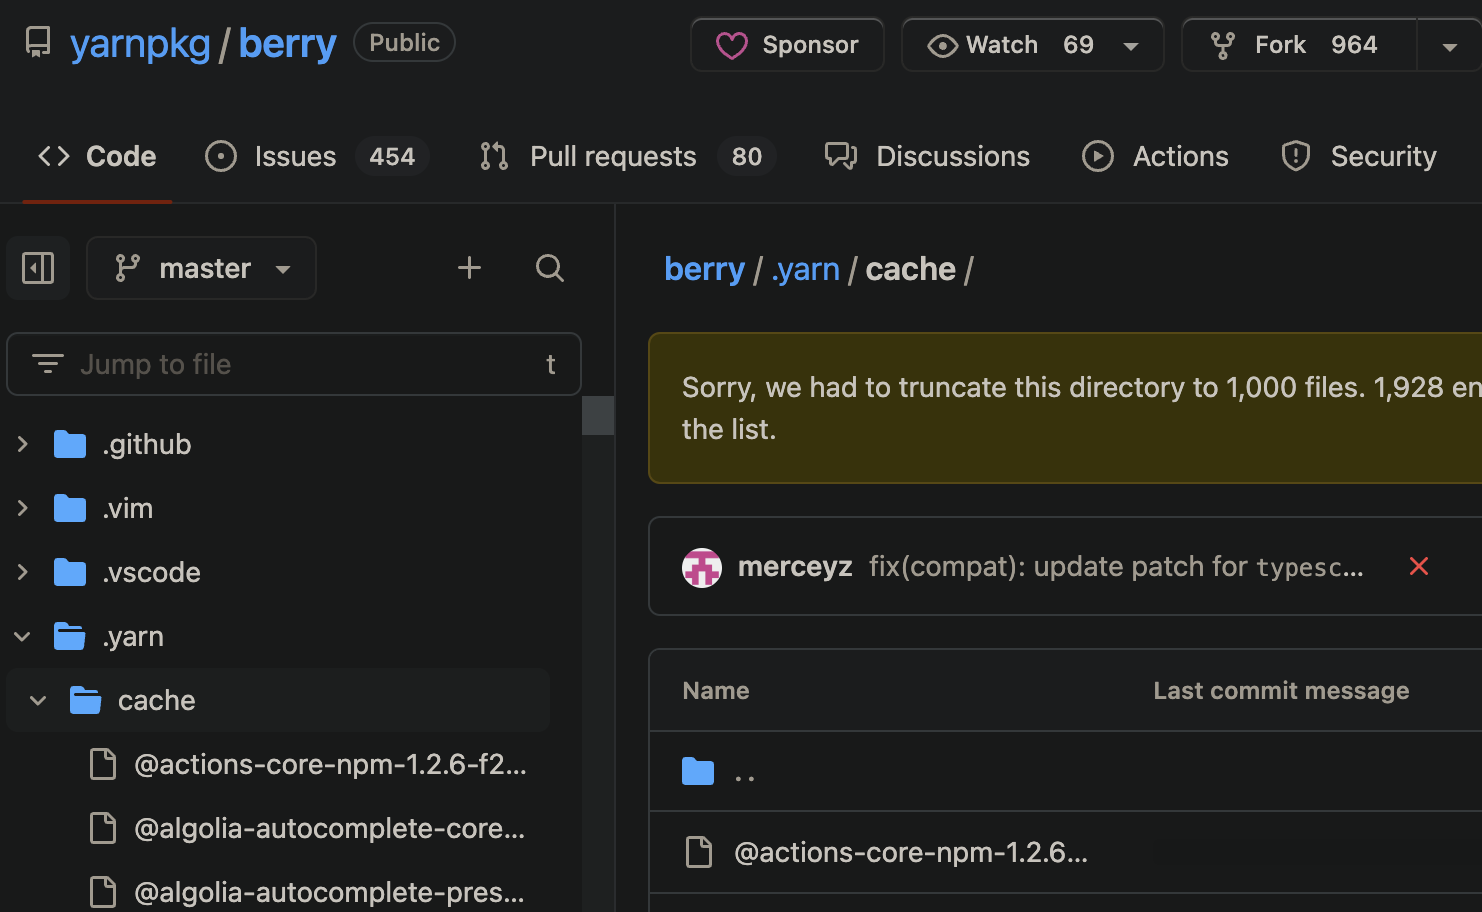 yarnpkg / berry Public Sponsor Watch 69 Fork 964
Code Issues 454 Pull requests 80 Discussions Actions Security
master
Jump to file t
.github
.vim
.vscode
.yarn
cache
@actions-core-npm-1.2.6-f2...
@algolia-autocomplete-core...
@algolia-autocomplete-pres...
berry / .yarn / cache /
Sorry, we had to truncate this directory to 1,000 files. 1,928 en
the list.
merceyz fix(compat): update patch for typesc...
Name Last commit message
..
@actions-core-npm-1.2.6...